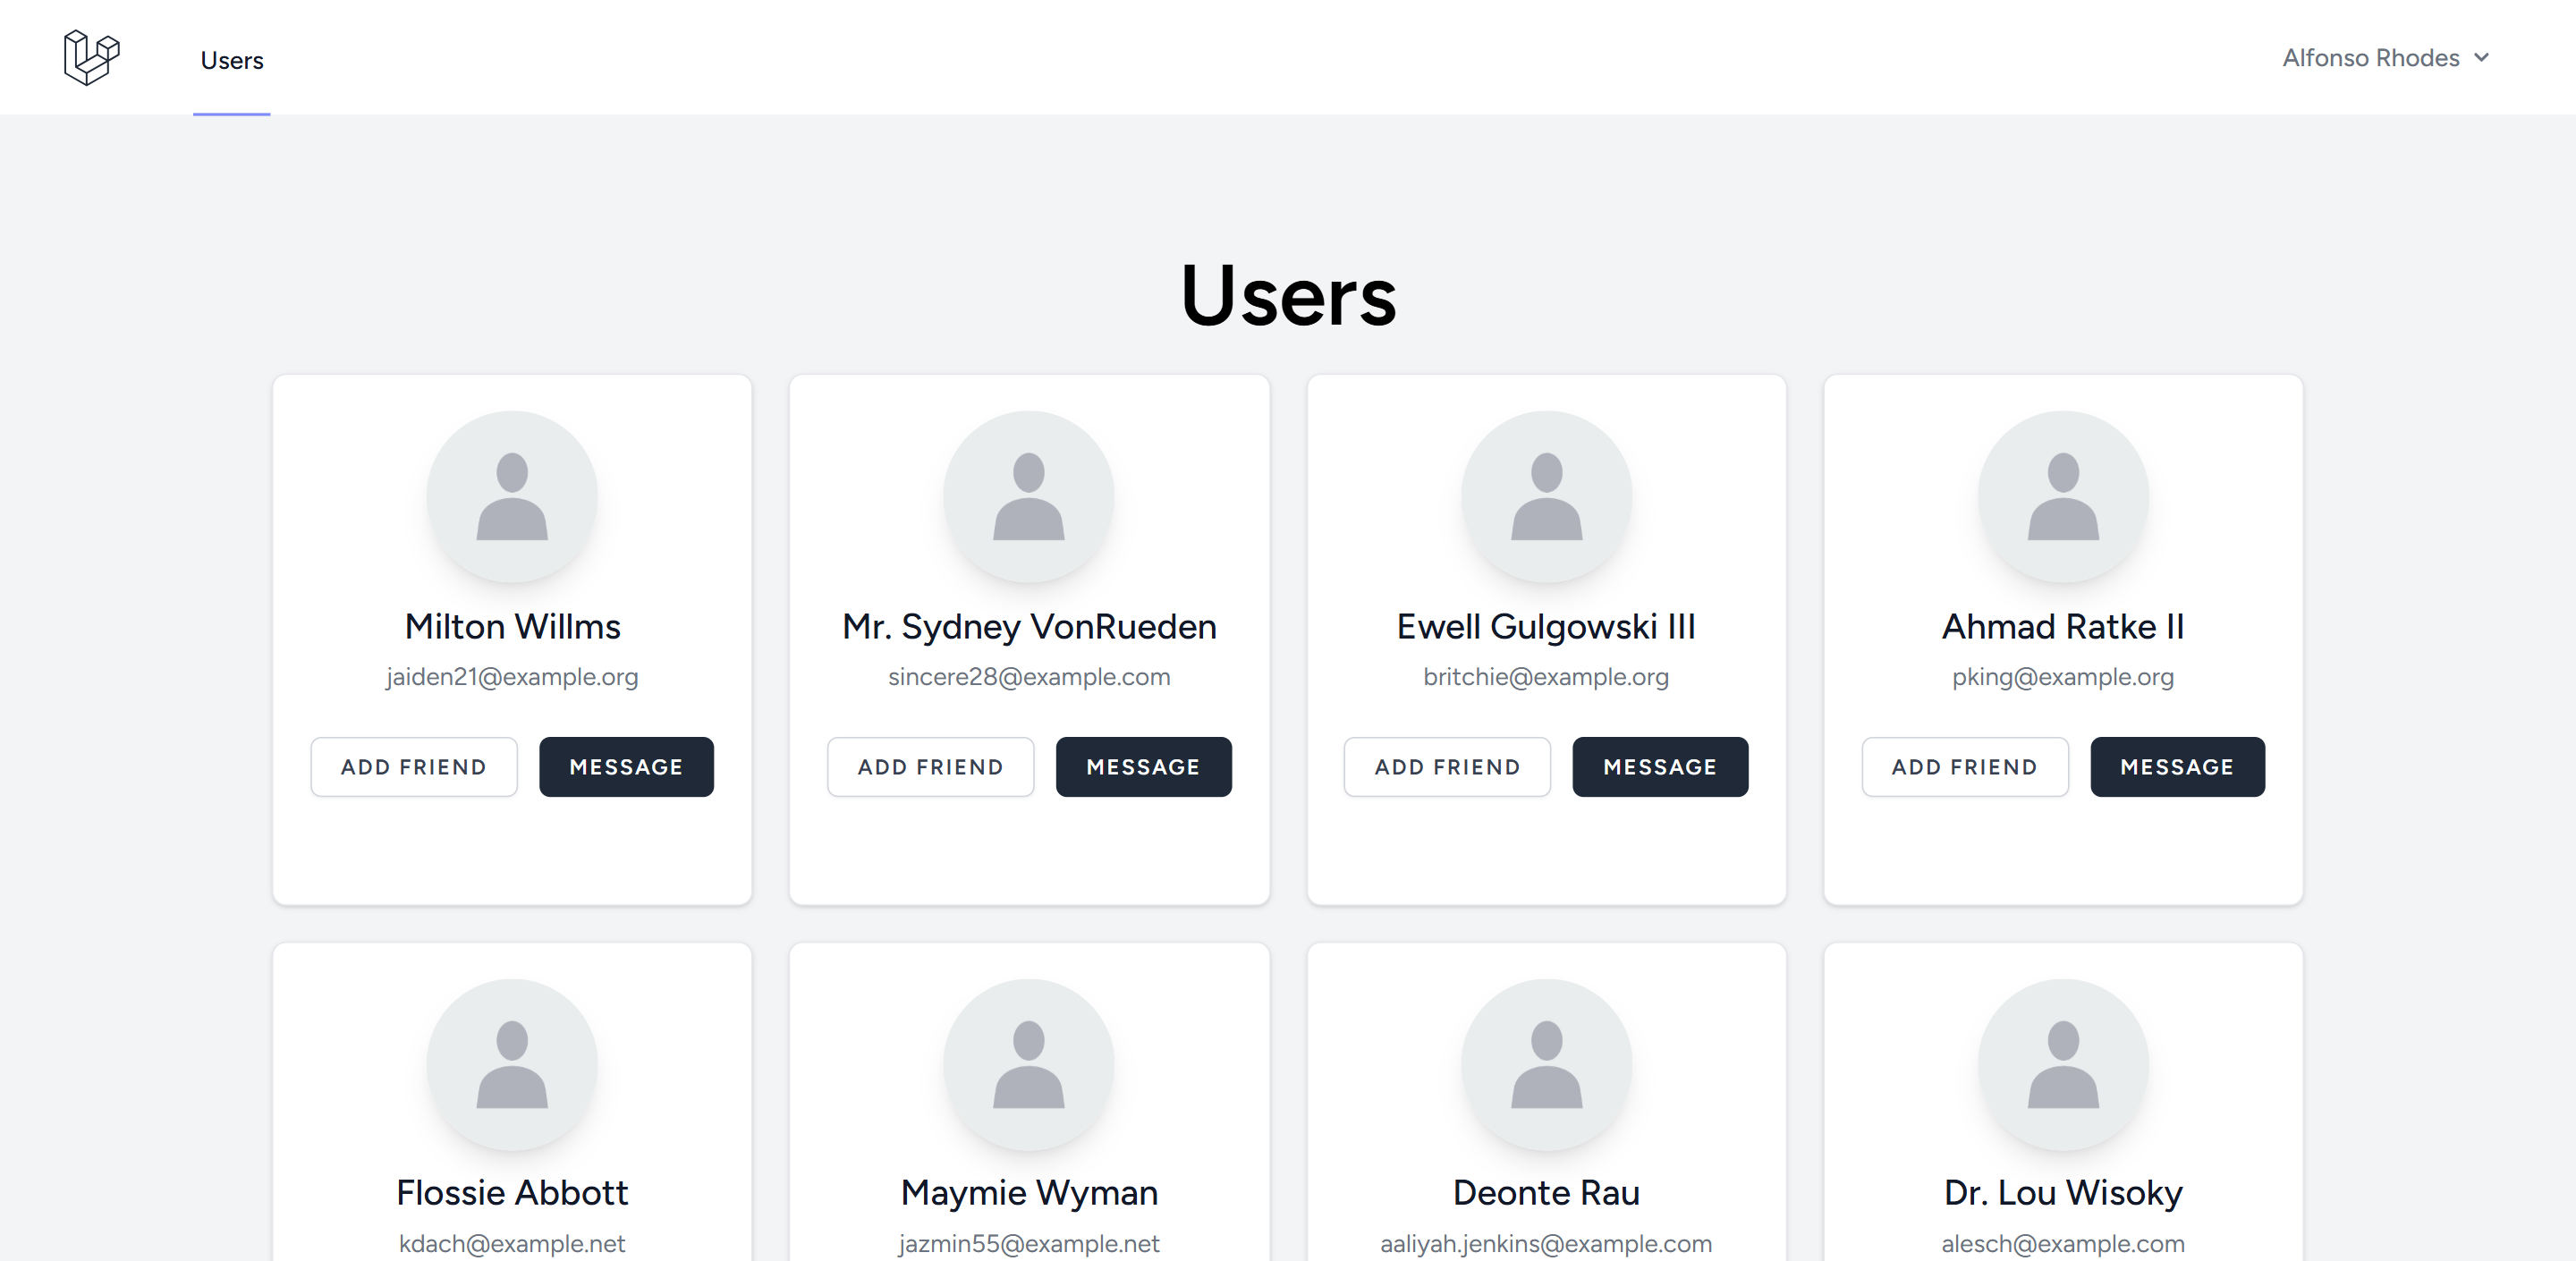 Users
Alfonso Rhodes
Users
Milton Willms
jaiden21@example.org
ADD FRIEND
MESSAGE
Mr. Sydney VonRueden
sincere28@example.com
ADD FRIEND
MESSAGE
Ewell Gulgowski III
britchie@example.org
ADD FRIEND
MESSAGE
Ahmad Ratke II
pking@example.org
ADD FRIEND
MESSAGE
Flossie Abbott
kdach@example.net
Maymie Wyman
jazmin55@example.net
Deonte Rau
aaliyah.jenkins@example.com
Dr. Lou Wisoky
alesch@example.com